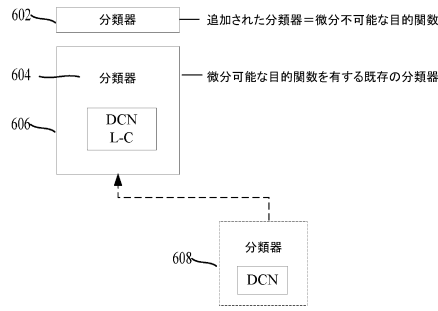 602
分類器
追加された分類器=微分不可能な目的関数
604
分類器
微分可能な目的関数を有する既存の分類器
606
DCN
L-C
分類器
608
DCN